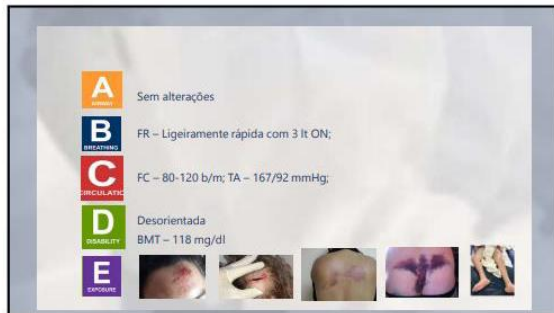 A
AIRWAY
Sem alterações
B
BREATHING
FR – Ligeiramente rápida com 3 lt ON;
C
CIRCULATIC
FC – 80-120 b/m; TA – 167/92 mmHg;
D
DISABILITY
Desorientada
BMT – 118 mg/dl
E
EXPOSURE